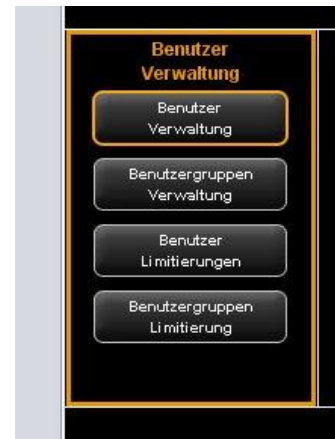 Benutzer
Verwaltung
Benutzer
Verwaltung
Benutzergruppen
Verwaltung
Benutzer
Limitierungen
Benutzergruppen
Limitierung